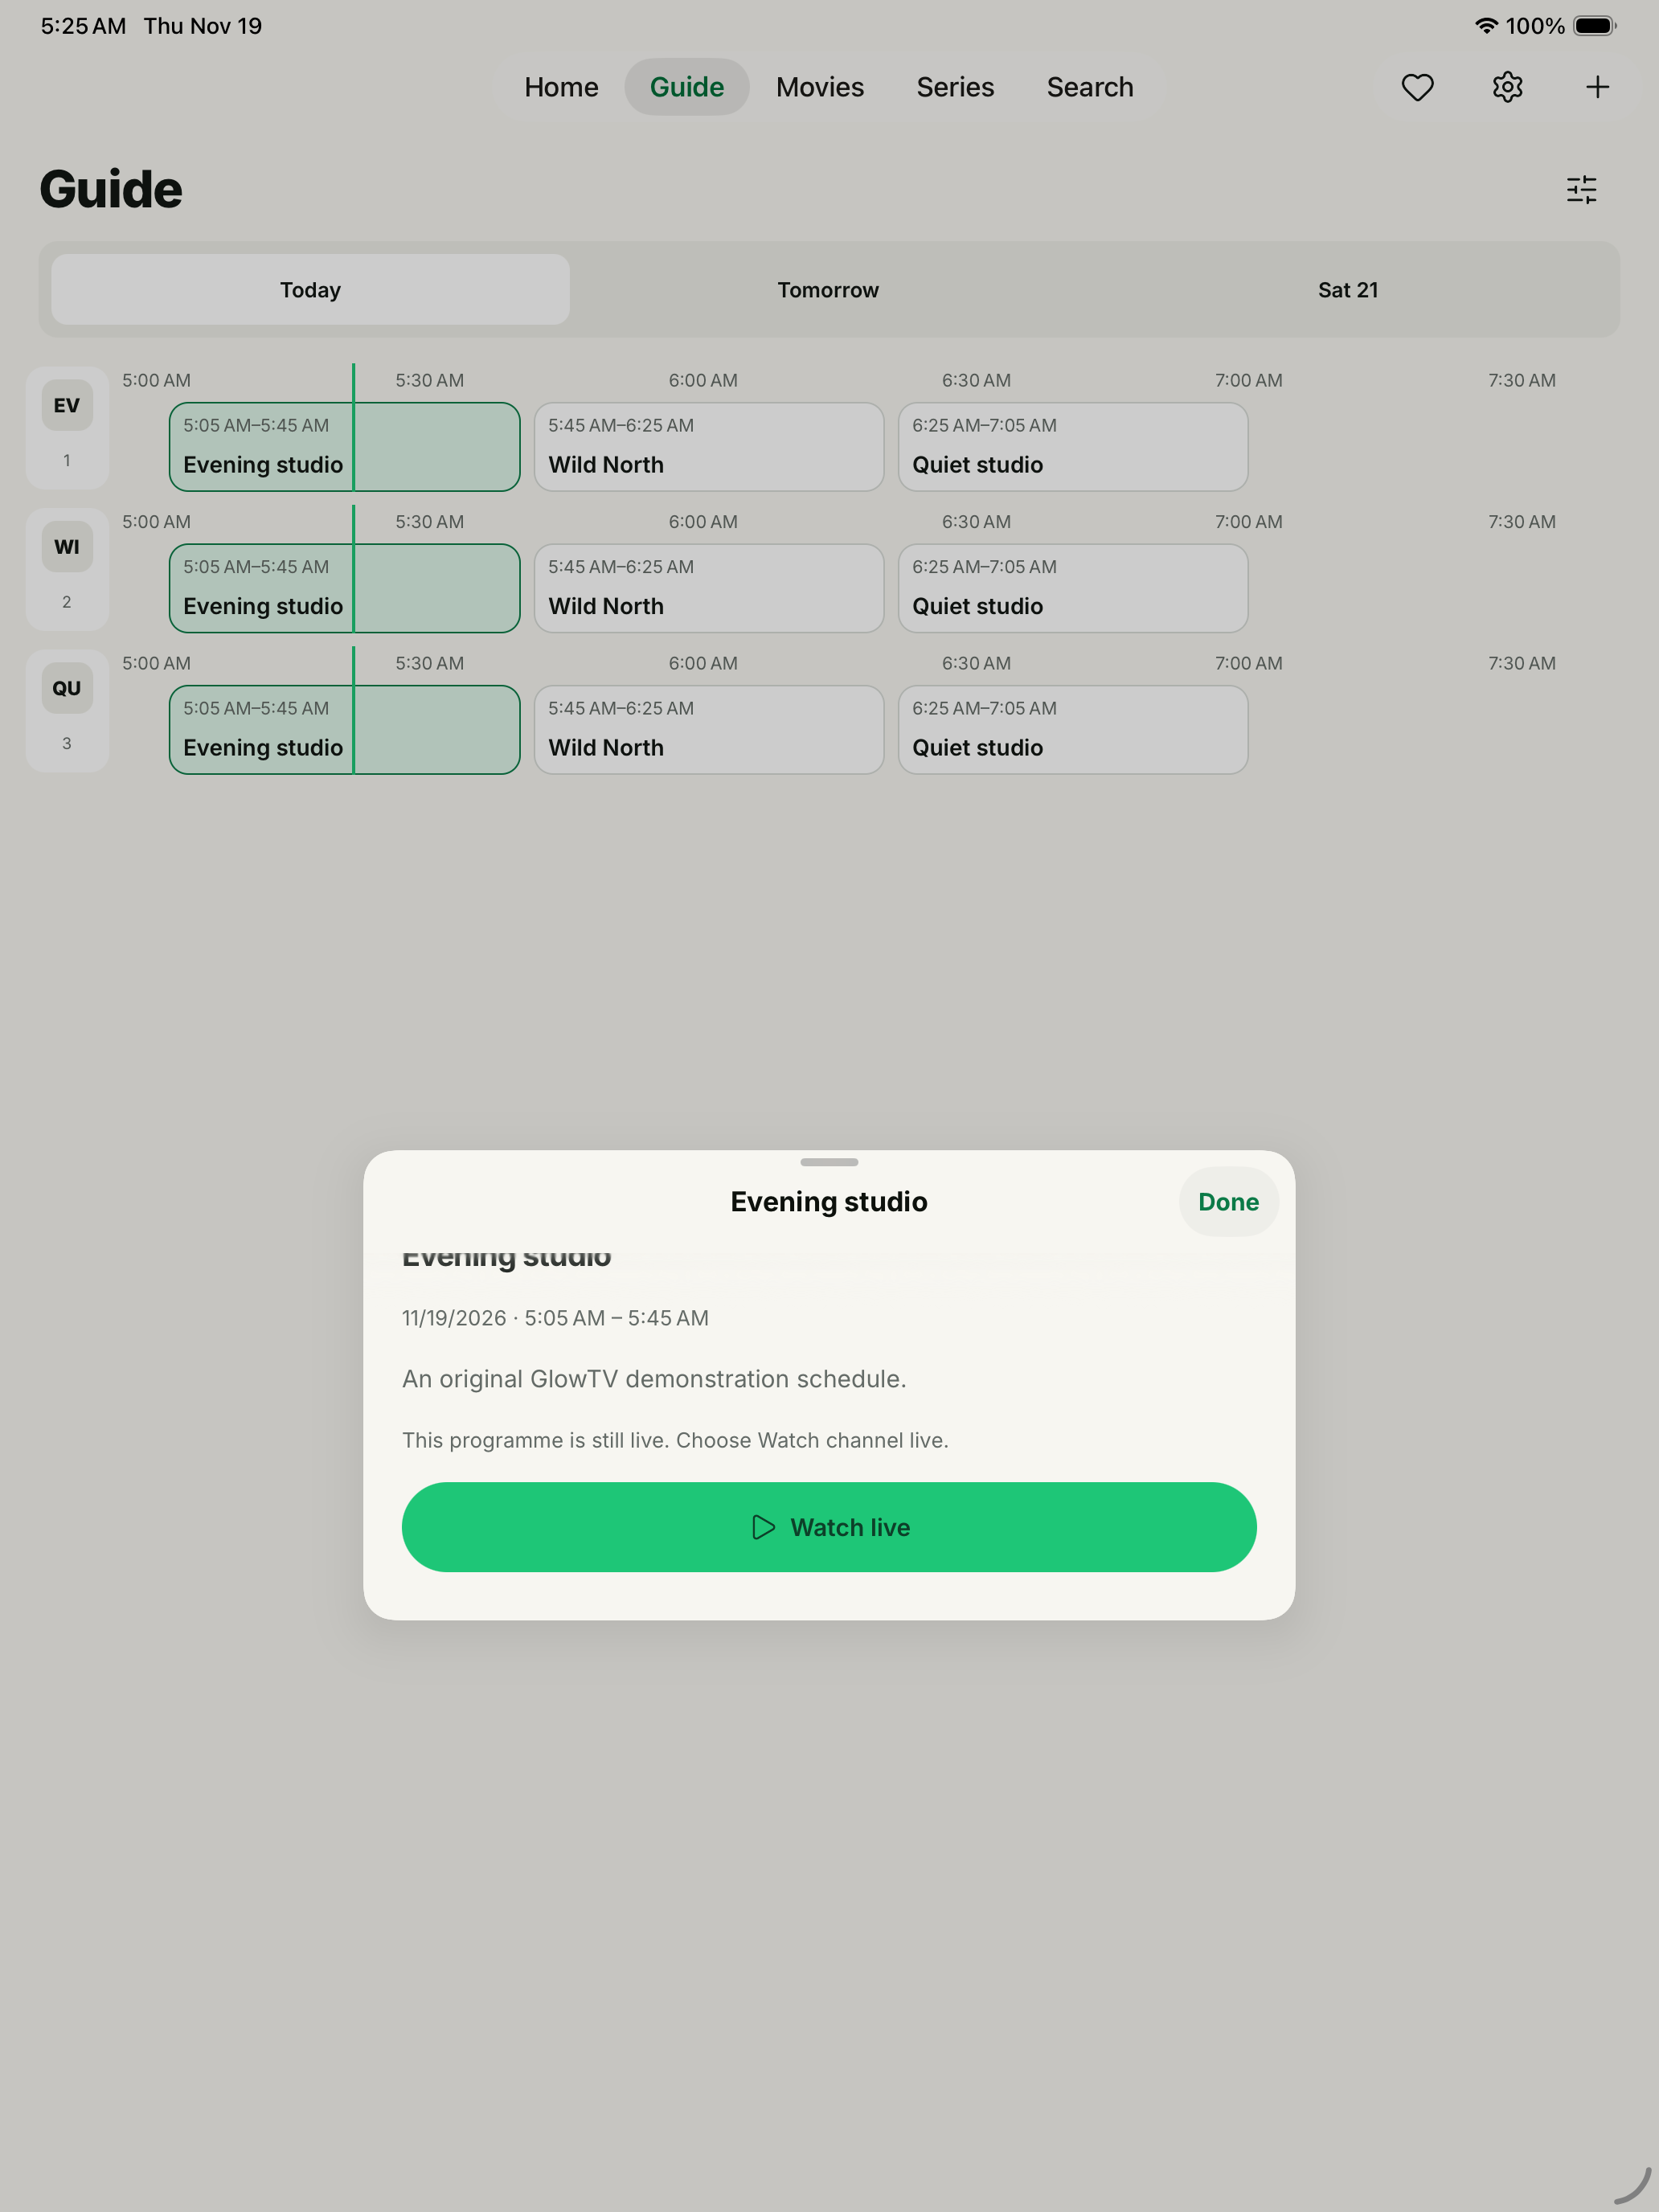 5:25 AM Thu Nov 19
100%
Home Guide Movies Series Search
Guide
Today Tomorrow Sat 21
EV
1
5:00 AM 5:30 AM 6:00 AM 6:30 AM 7:00 AM 7:30 AM
5:05 AM–5:45 AM 5:45 AM–6:25 AM 6:25 AM–7:05 AM
Evening studio Wild North Quiet studio
WI
2
5:00 AM 5:30 AM 6:00 AM 6:30 AM 7:00 AM 7:30 AM
5:05 AM–5:45 AM 5:45 AM–6:25 AM 6:25 AM–7:05 AM
Evening studio Wild North Quiet studio
QU
3
5:00 AM 5:30 AM 6:00 AM 6:30 AM 7:00 AM 7:30 AM
5:05 AM–5:45 AM 5:45 AM–6:25 AM 6:25 AM–7:05 AM
Evening studio Wild North Quiet studio
Evening studio
Done
Evening studio
11/19/2026 · 5:05 AM – 5:45 AM
An original GlowTV demonstration schedule.
This programme is still live. Choose Watch channel live.
Watch live